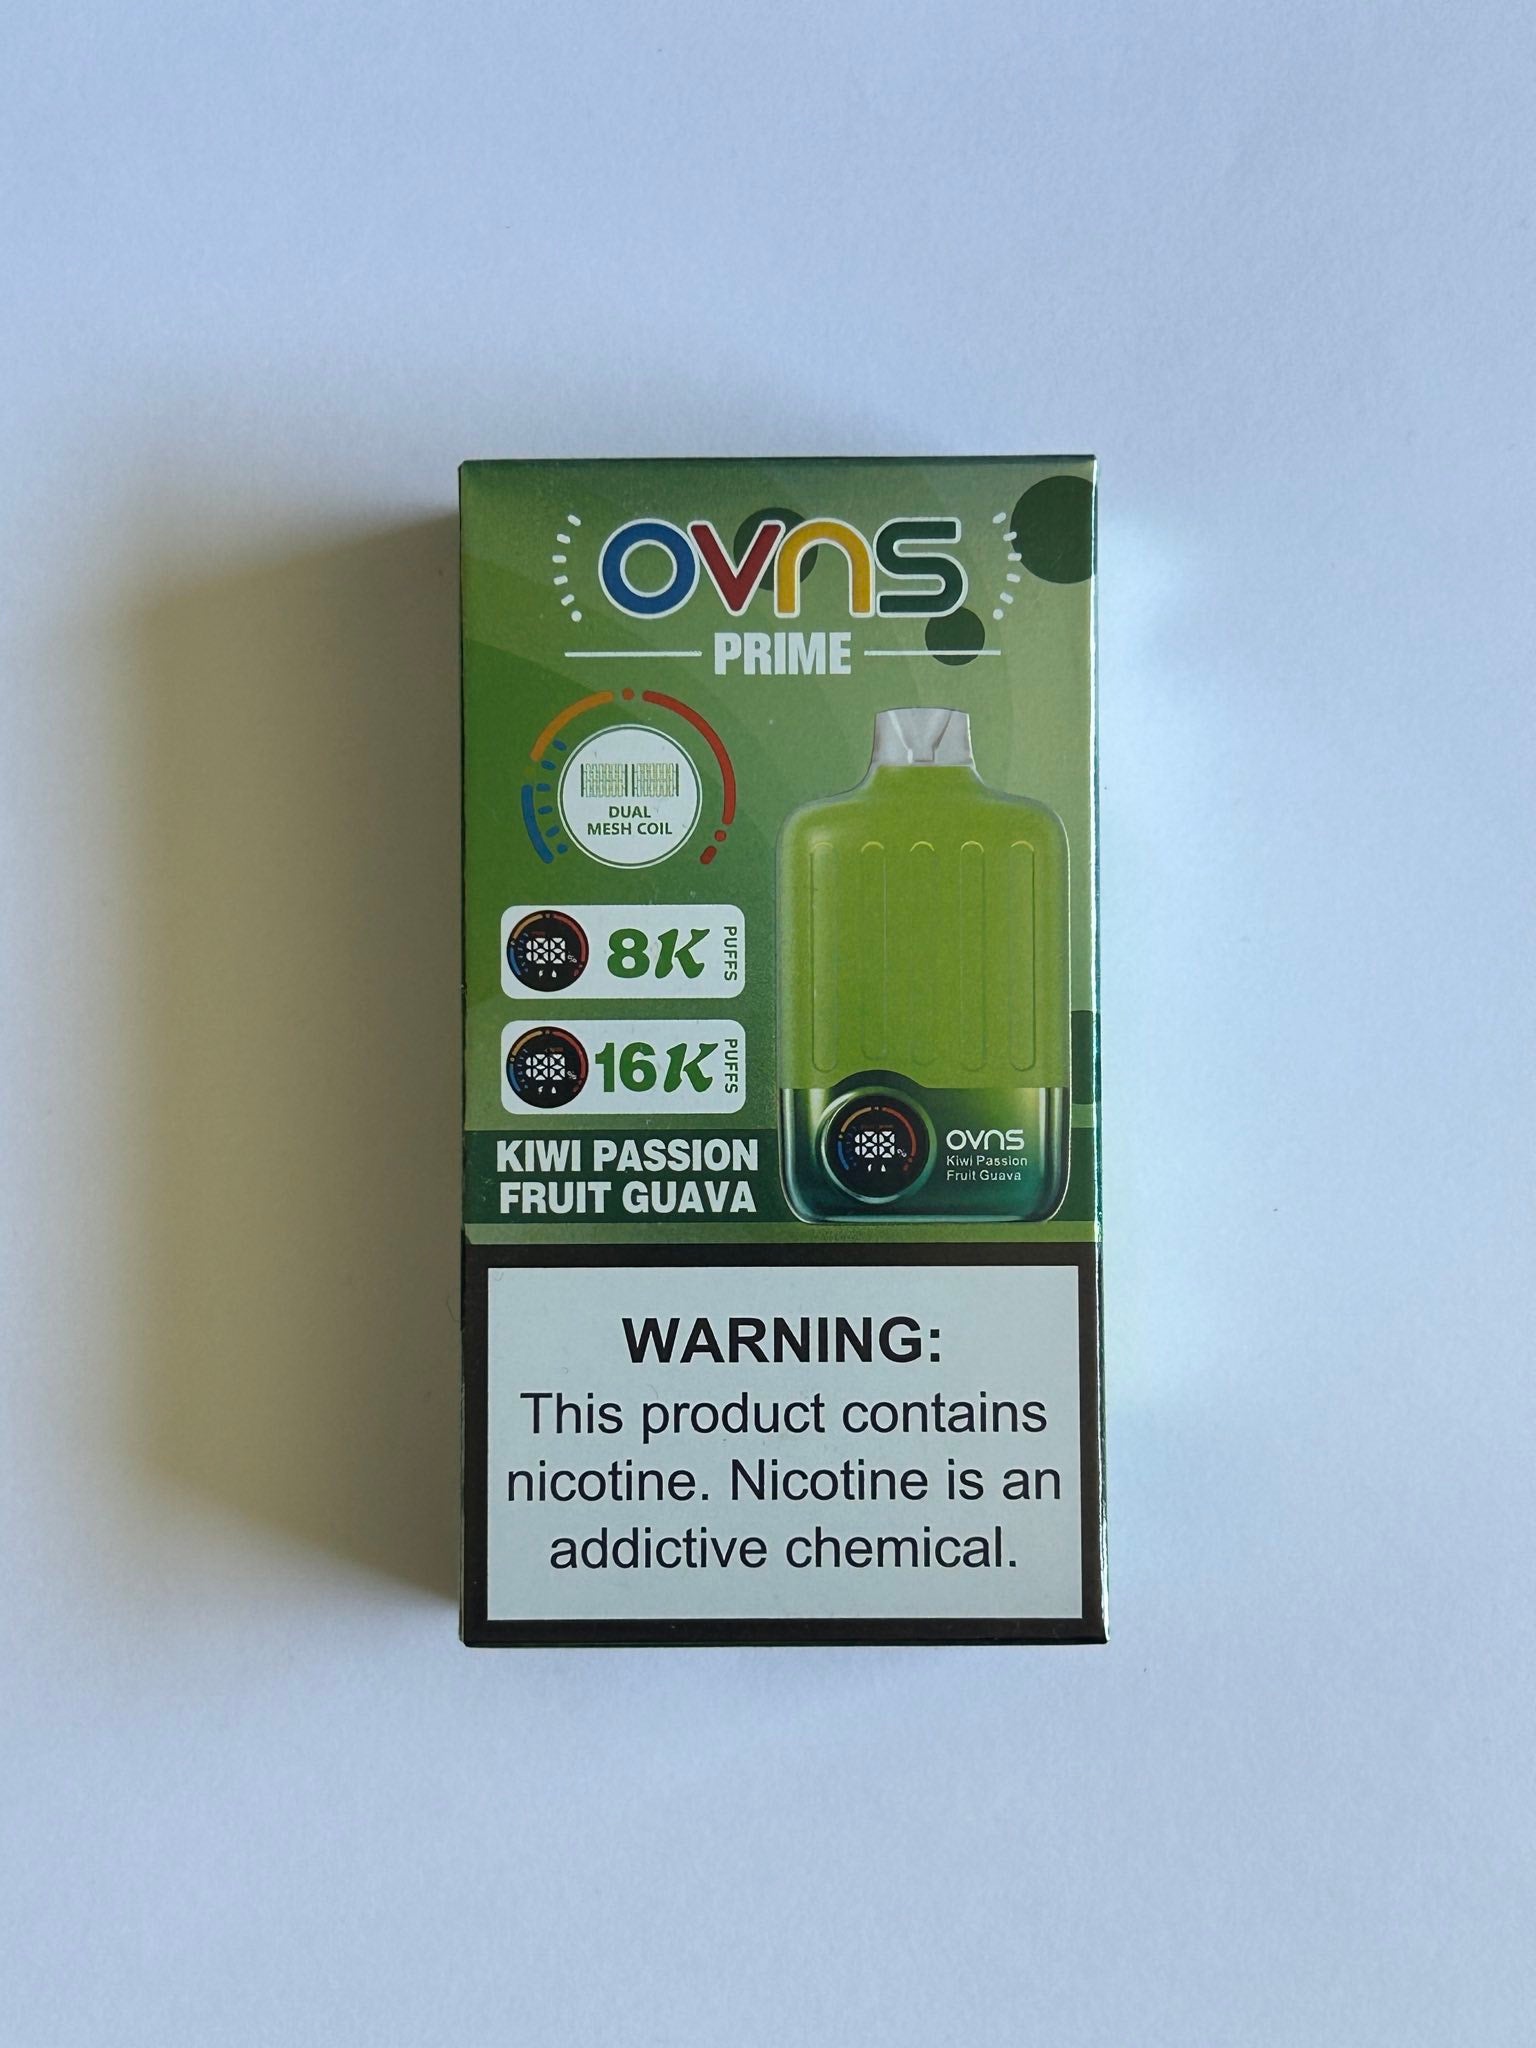 OVNS
PRIME
DUAL
MESH COIL
8K PUFFS
16K PUFFS
KIWI PASSION
FRUIT GUAVA
OVNS
Kiwi Passion
Fruit Guava
WARNING:
This product contains
nicotine. Nicotine is an
addictive chemical.